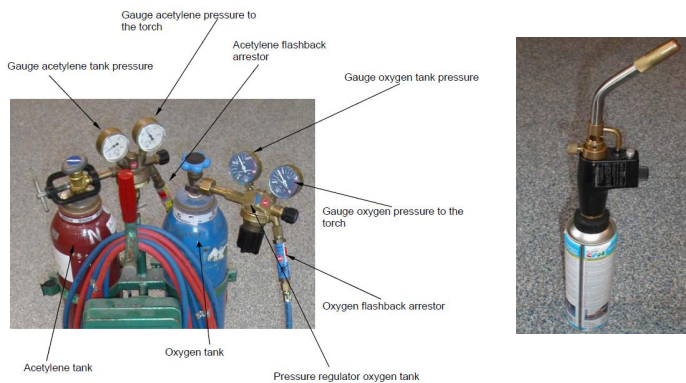 Gauge acetylene pressure to
the torch
Acetylene flashback
arrestor
Gauge acetylene tank pressure
Gauge oxygen tank pressure
Gauge oxygen pressure to the
torch
Oxygen flashback arrestor
Oxygen tank
Acetylene tank
Pressure regulator oxygen tank
N